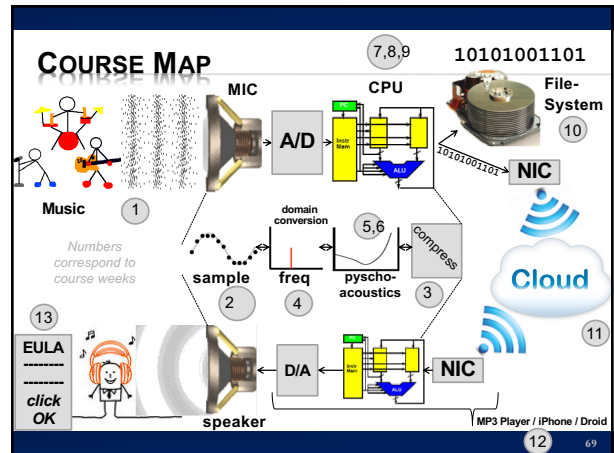 COURSE MAP
7,8,9
10101001101
MIC
CPU
File-
System
10
A/D
PC
Instr
Mem
ALU
10101001101
NIC
Music
1
Numbers
correspond to
course weeks
domain
conversion
5,6
compress
sample
freq
pyscho-
acoustics
2
4
3
Cloud
11
13
EULA
--------
--------
click
OK
speaker
D/A
PC
Instr
Mem
ALU
NIC
MP3 Player / iPhone / Droid
12
69